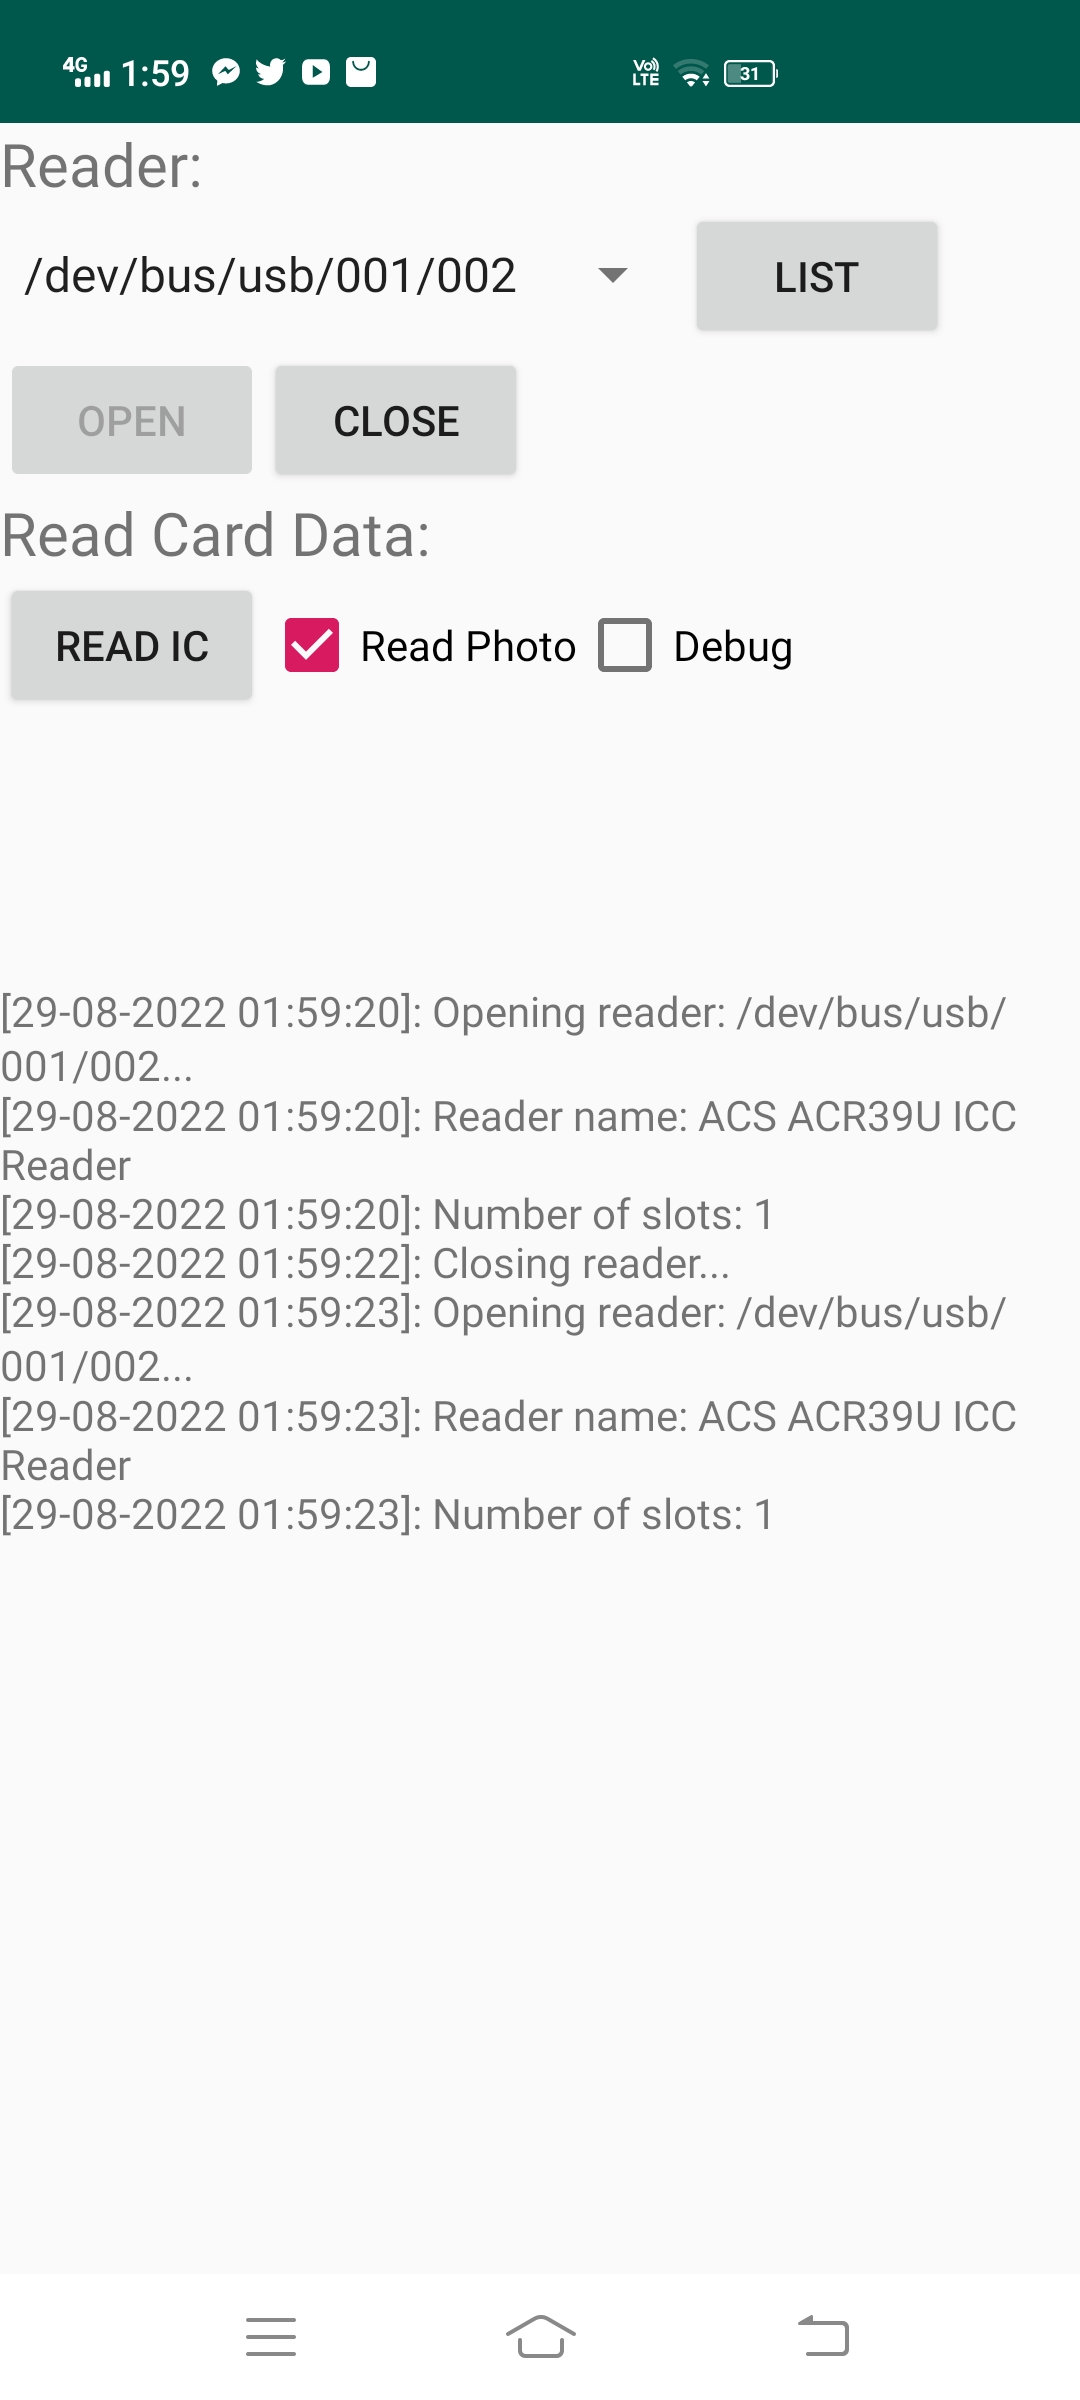 4G 1:59 Vo) LTE 31
Reader:
/dev/bus/usb/001/002 LIST
OPEN CLOSE
Read Card Data:
READ IC Read Photo Debug
[29-08-2022 01:59:20]: Opening reader: /dev/bus/usb/
001/002...
[29-08-2022 01:59:20]: Reader name: ACS ACR39U ICC
Reader
[29-08-2022 01:59:20]: Number of slots: 1
[29-08-2022 01:59:22]: Closing reader...
[29-08-2022 01:59:23]: Opening reader: /dev/bus/usb/
001/002...
[29-08-2022 01:59:23]: Reader name: ACS ACR39U ICC
Reader
[29-08-2022 01:59:23]: Number of slots: 1